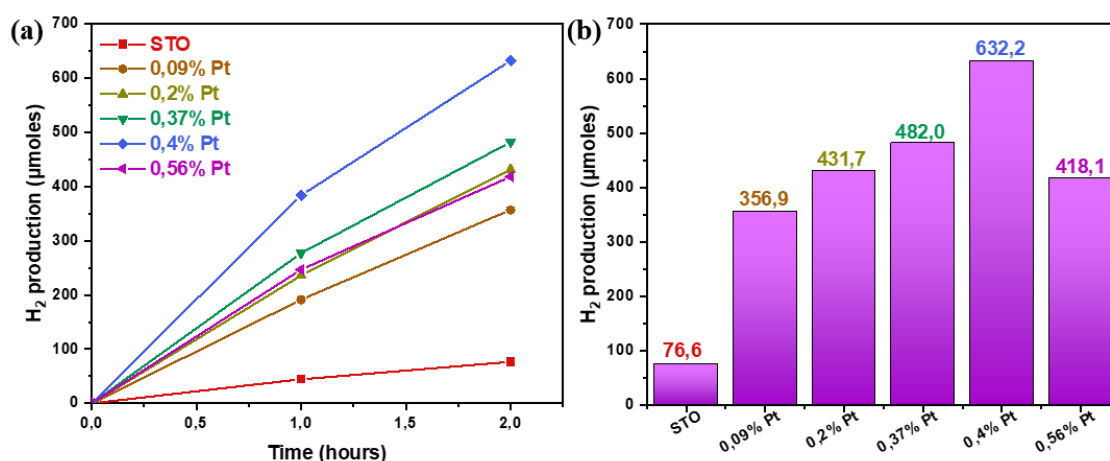 (a)
700
600
500
400
300
200
100
0
H2 production (µmoles)
STO
0,09% Pt
0,2% Pt
0,37% Pt
0,4% Pt
0,56% Pt
0,0 0,5 1,0 1,5 2,0
Time (hours)
(b)
700
600
500
400
300
200
100
0
H2 production (µmoles)
76,6
356,9
431,7
482,0
632,2
418,1
STO
0,09% Pt
0,2% Pt
0,37% Pt
0,4% Pt
0,56% Pt